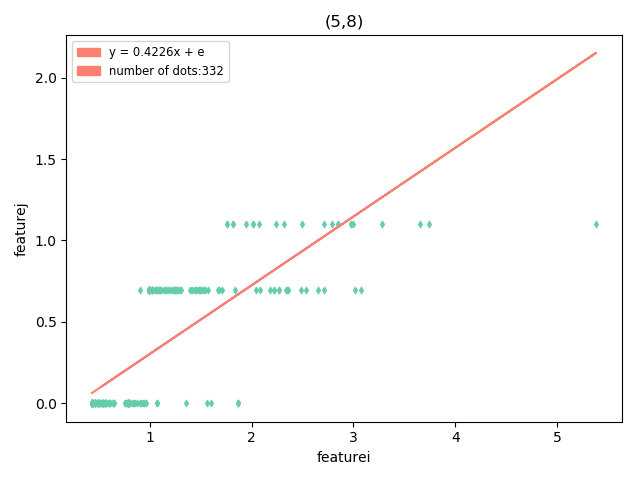 (5,8)
y = 0.4226x + e
number of dots:332
2.0
1.5
1.0
0.5
0.0
featurej
1 2 3 4 5
featurei